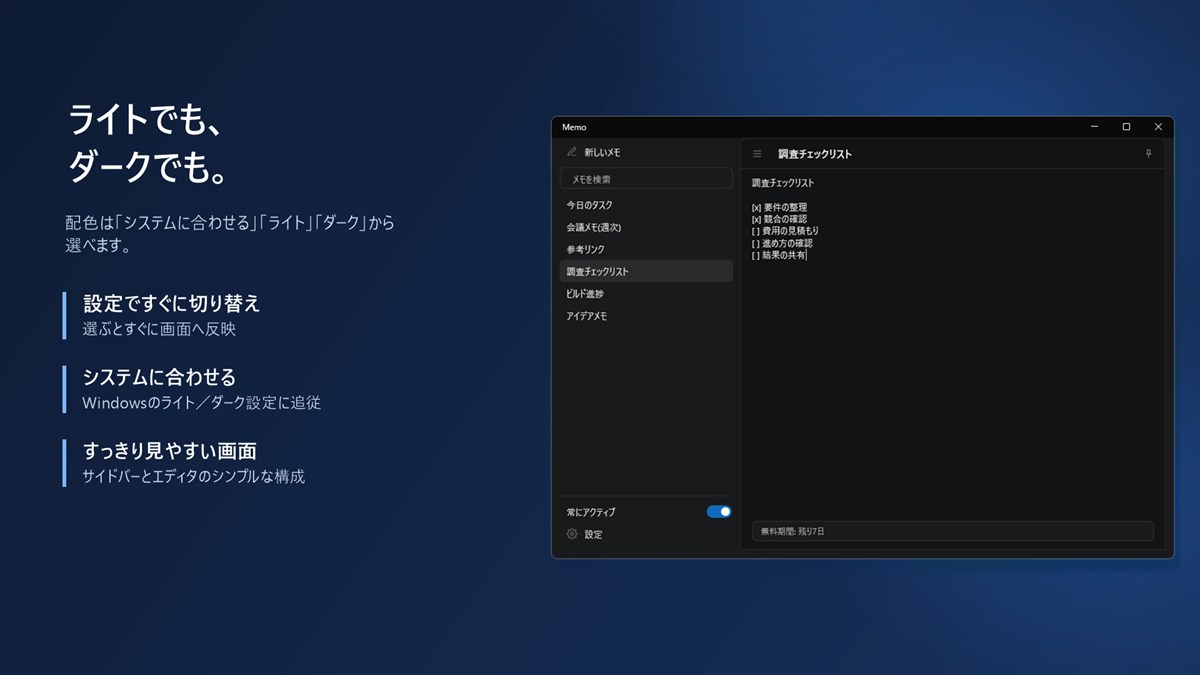 ライトでも、
ダークでも。
配色は「システムに合わせる」「ライト」「ダーク」から
選べます。
設定ですぐに切り替え
選ぶとすぐに画面へ反映
システムに合わせる
Windowsのライト／ダーク設定に追従
すっきり見やすい画面
サイドバーとエディタのシンプルな構成
Memo
新しいメモ
メモを検索
今日のタスク
会議メモ(週次)
参考リンク
調査チェックリスト
ビルド進捗
アイデアメモ
常にアクティブ
設定
調査チェックリスト
調査チェックリスト
[x] 要件の整理
[x] 競合の確認
[ ] 費用の見積もり
[ ] 進め方の確認
[ ] 結果の共有
無料期間: 残り7日